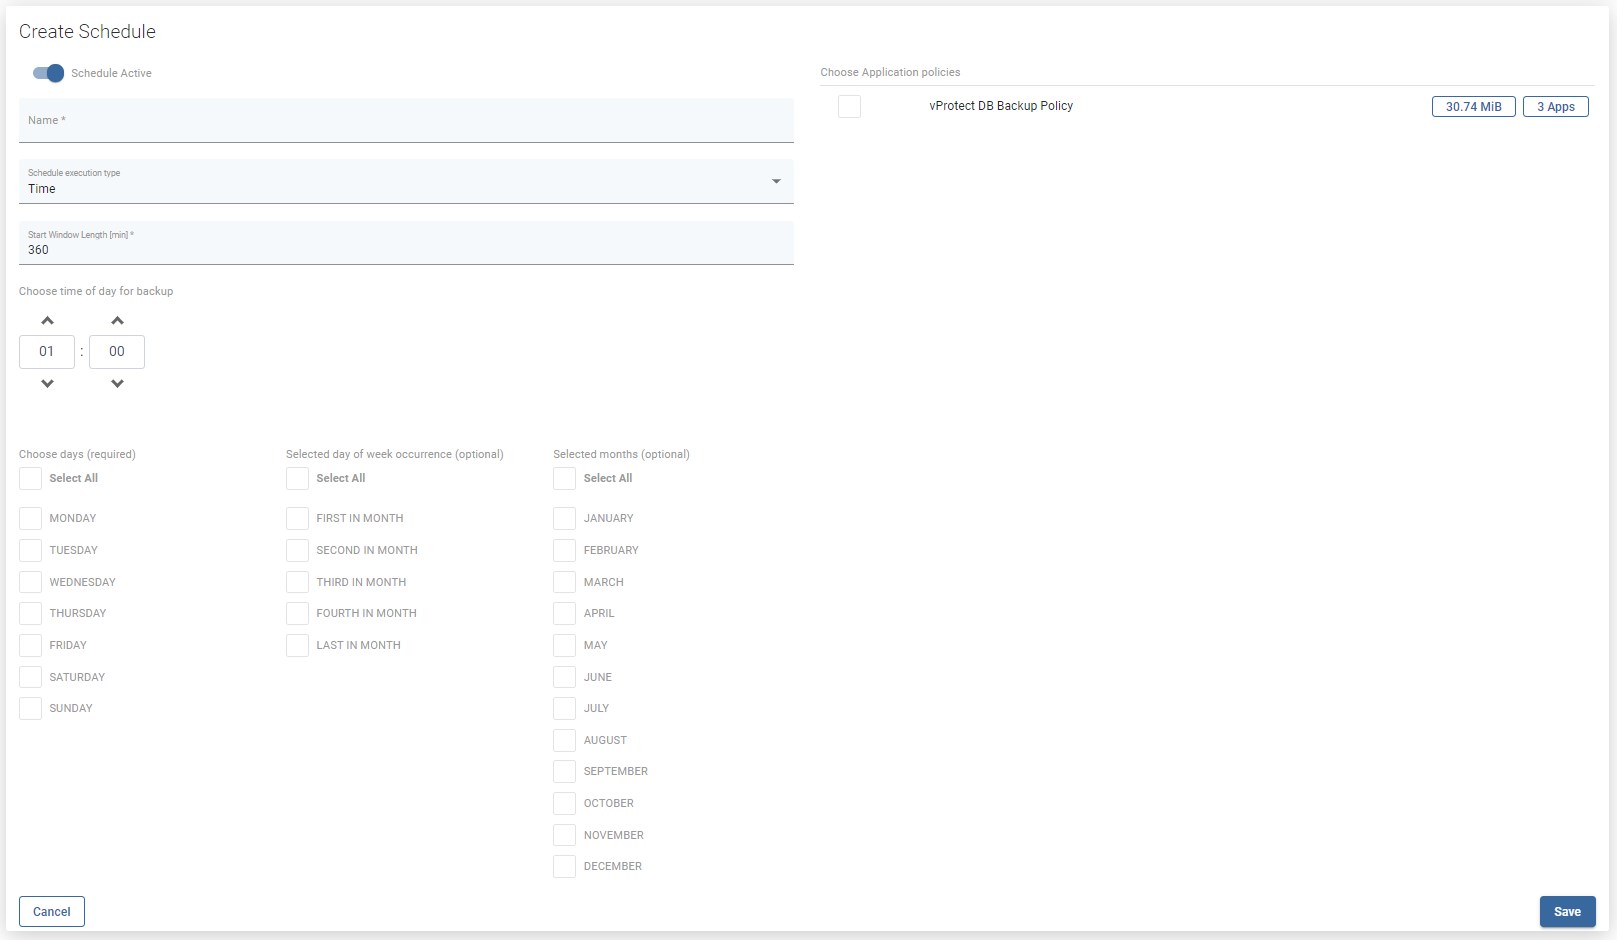 Create Schedule
Schedule Active
Name *
Schedule execution type
Time
Start Window Length [min] *
360
Choose time of day for backup
01 : 00
Choose days (required)
Select All
MONDAY
TUESDAY
WEDNESDAY
THURSDAY
FRIDAY
SATURDAY
SUNDAY
Selected day of week occurrence (optional)
Select All
FIRST IN MONTH
SECOND IN MONTH
THIRD IN MONTH
FOURTH IN MONTH
LAST IN MONTH
Selected months (optional)
Select All
JANUARY
FEBRUARY
MARCH
APRIL
MAY
JUNE
JULY
AUGUST
SEPTEMBER
OCTOBER
NOVEMBER
DECEMBER
Choose Application policies
vProtect DB Backup Policy 30.74 MiB 3 Apps
Cancel
Save